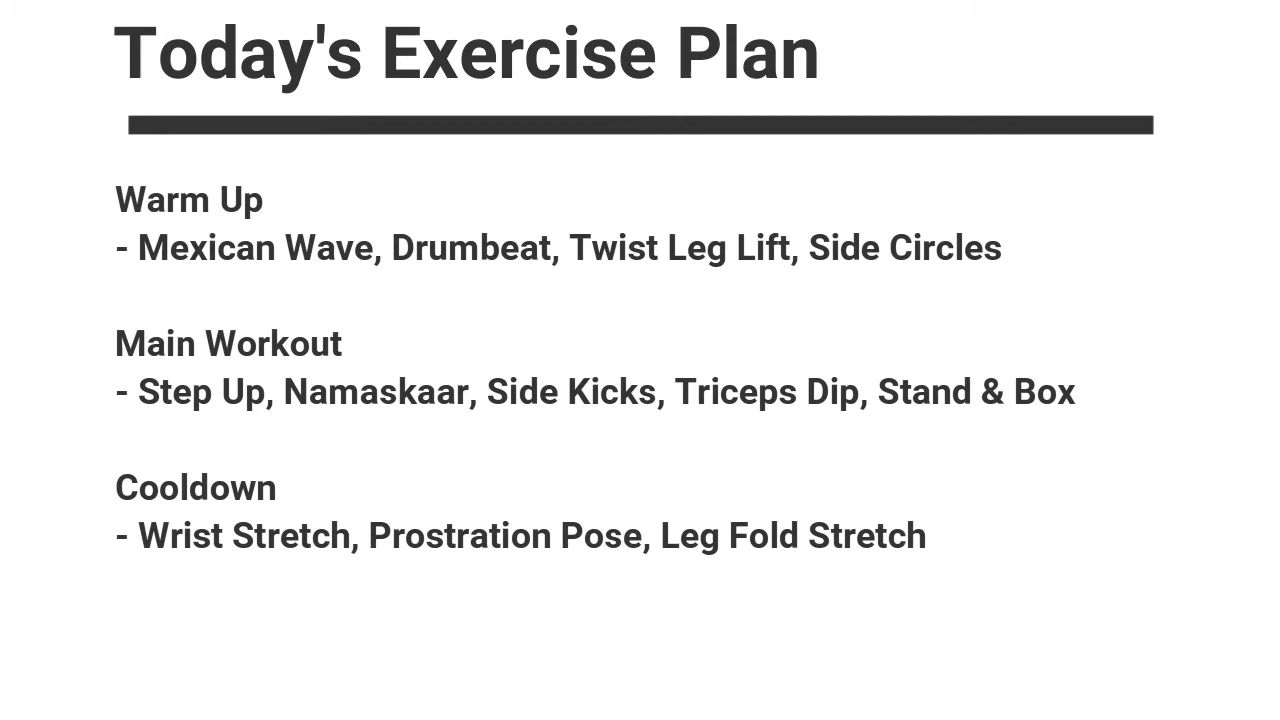 Today's Exercise Plan
Warm Up
- Mexican Wave, Drumbeat, Twist Leg Lift, Side Circles
Main Workout
- Step Up, Namaskaar, Side Kicks, Triceps Dip, Stand & Box
Cooldown
- Wrist Stretch, Prostration Pose, Leg Fold Stretch